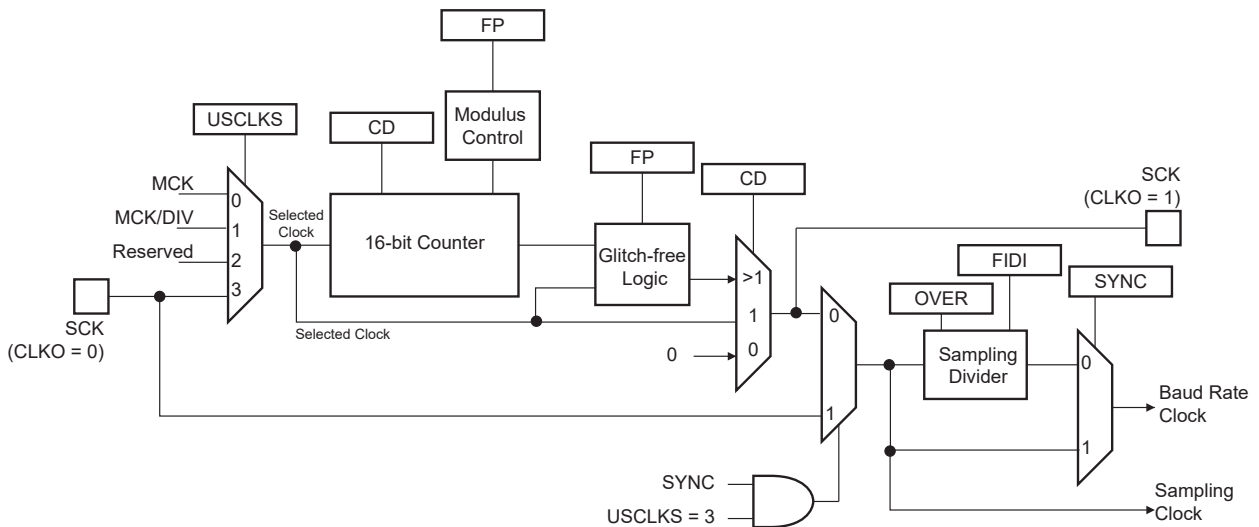 FP
USCLKS
CD
Modulus
Control
FP
CD
SCK
(CLKO = 1)
MCK
0
MCK/DIV
1
Reserved
2
3
Selected
Clock
16-bit Counter
Glitch-free
Logic
>1
1
0
0
Selected Clock
SCK
(CLKO = 0)
FIDI
OVER
SYNC
0
1
Sampling
Divider
0
1
Baud Rate
Clock
SYNC
USCLKS = 3
Sampling
Clock